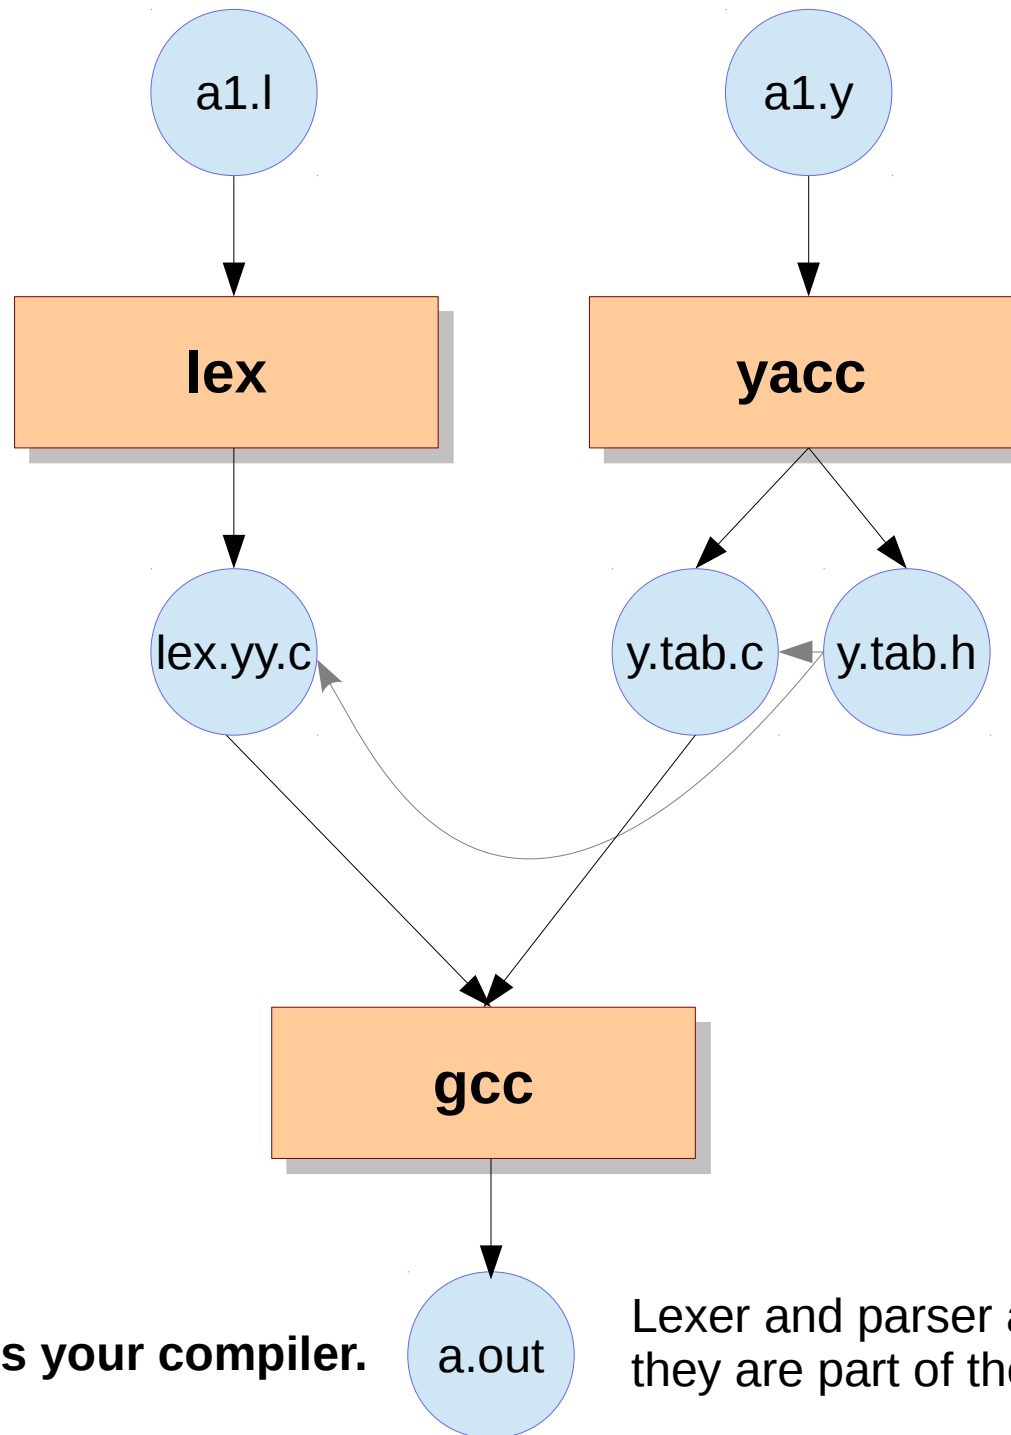 a1.l
a1.y
lex
yacc
lex.yy.c
y.tab.c
y.tab.h
gcc
s your compiler.
a.out
Lexer and parser a
they are part of the